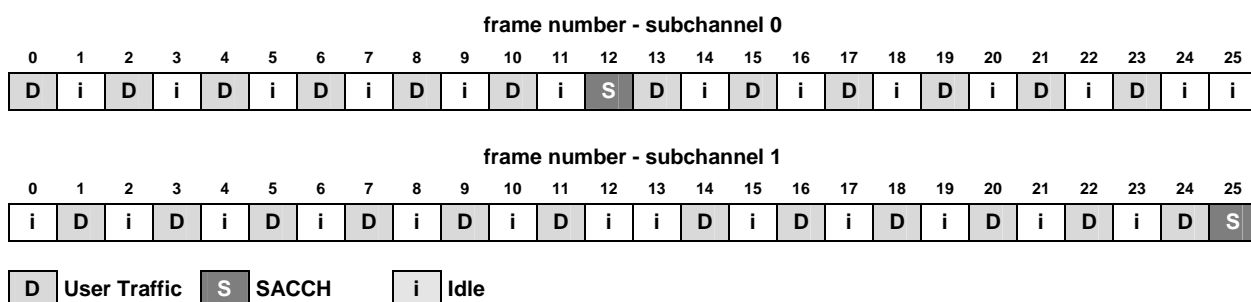 frame number - subchannel 0
0 1 2 3 4 5 6 7 8 9 10 11 12 13 14 15 16 17 18 19 20 21 22 23 24 25
D i D i D i D i D i D i S D i D i D i D i D i D i i
frame number - subchannel 1
0 1 2 3 4 5 6 7 8 9 10 11 12 13 14 15 16 17 18 19 20 21 22 23 24 25
i D i D i D i D i D i D i i D i D i D i D i D i D S
D User Traffic S SACCH i Idle